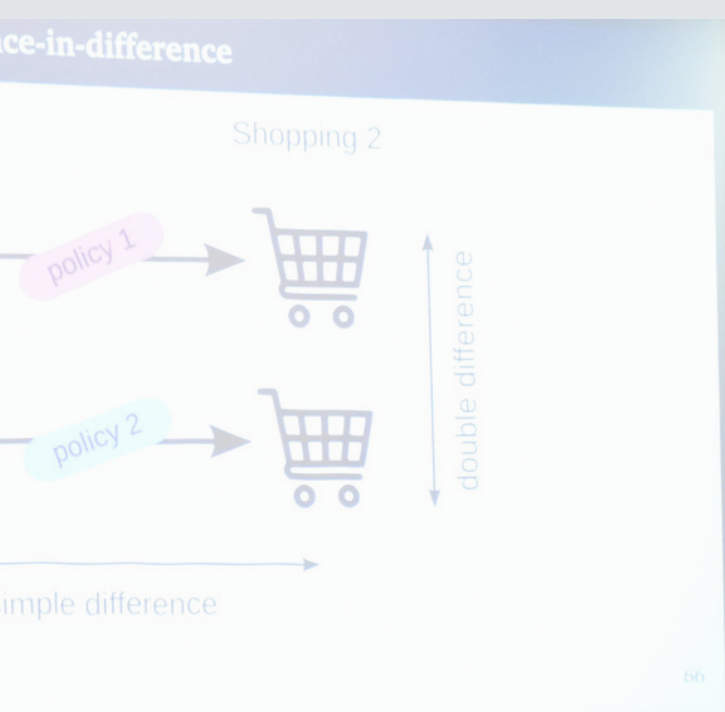 ce-in-difference
Shopping 2
policy 1
double difference
policy 2
imple difference
66